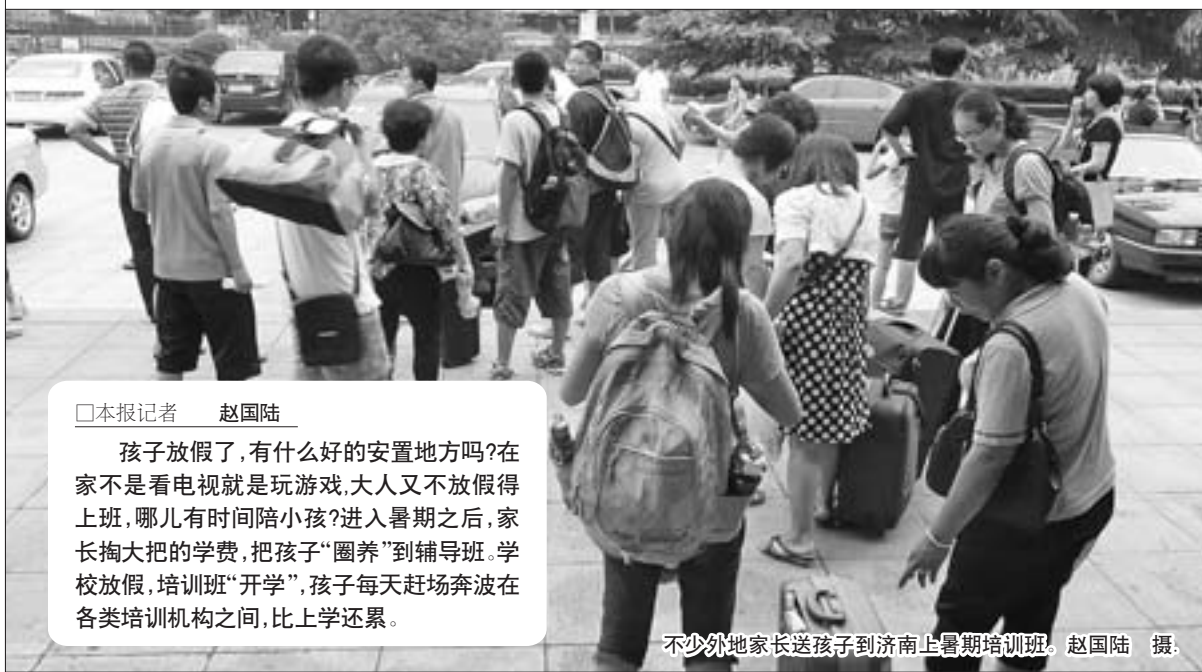 □本报记者 赵国陆
孩子放假了,有什么好的安置地方吗?在
家不是看电视就是玩游戏,大人又不放假得
上班,哪儿有时间陪小孩?进入暑期之后,家
长掏大把的学费,把孩子“圈养”到辅导班。学
校放假,培训班“开学”,孩子每天赶场奔波在
各类培训机构之间,比上学还累。
不少外地家长送孩子到济南上暑期培训班。赵国陆 摄.